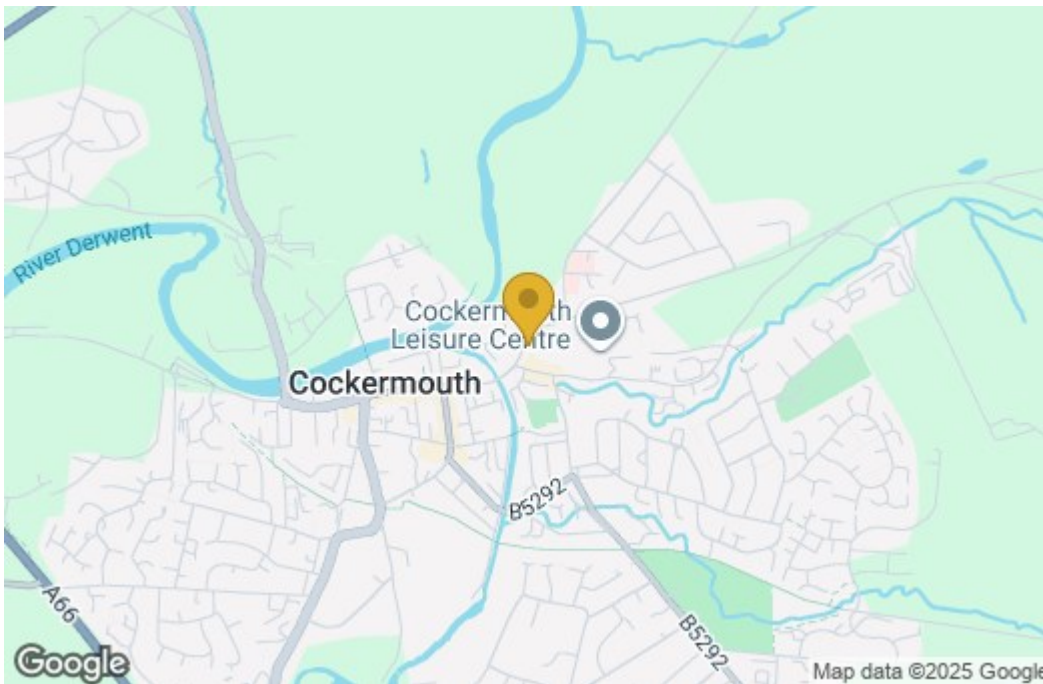 River Derwent
Cockermouth
Leisure Centre
Cockermouth
B5292
A66
B5292
Google
Map data ©2025 Google